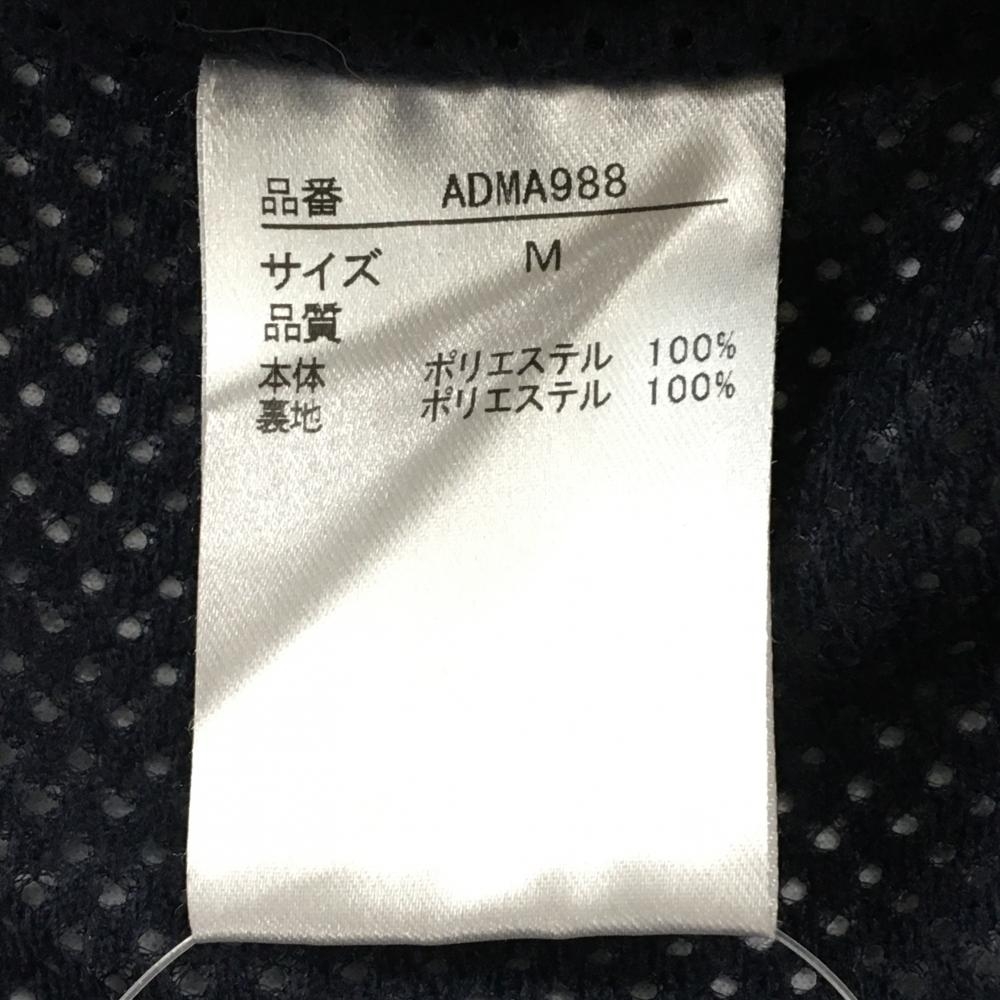 品番 ADMA988
サイズ M
品質
本体 ポリエステル 100%
裏地 ポリエステル 100%